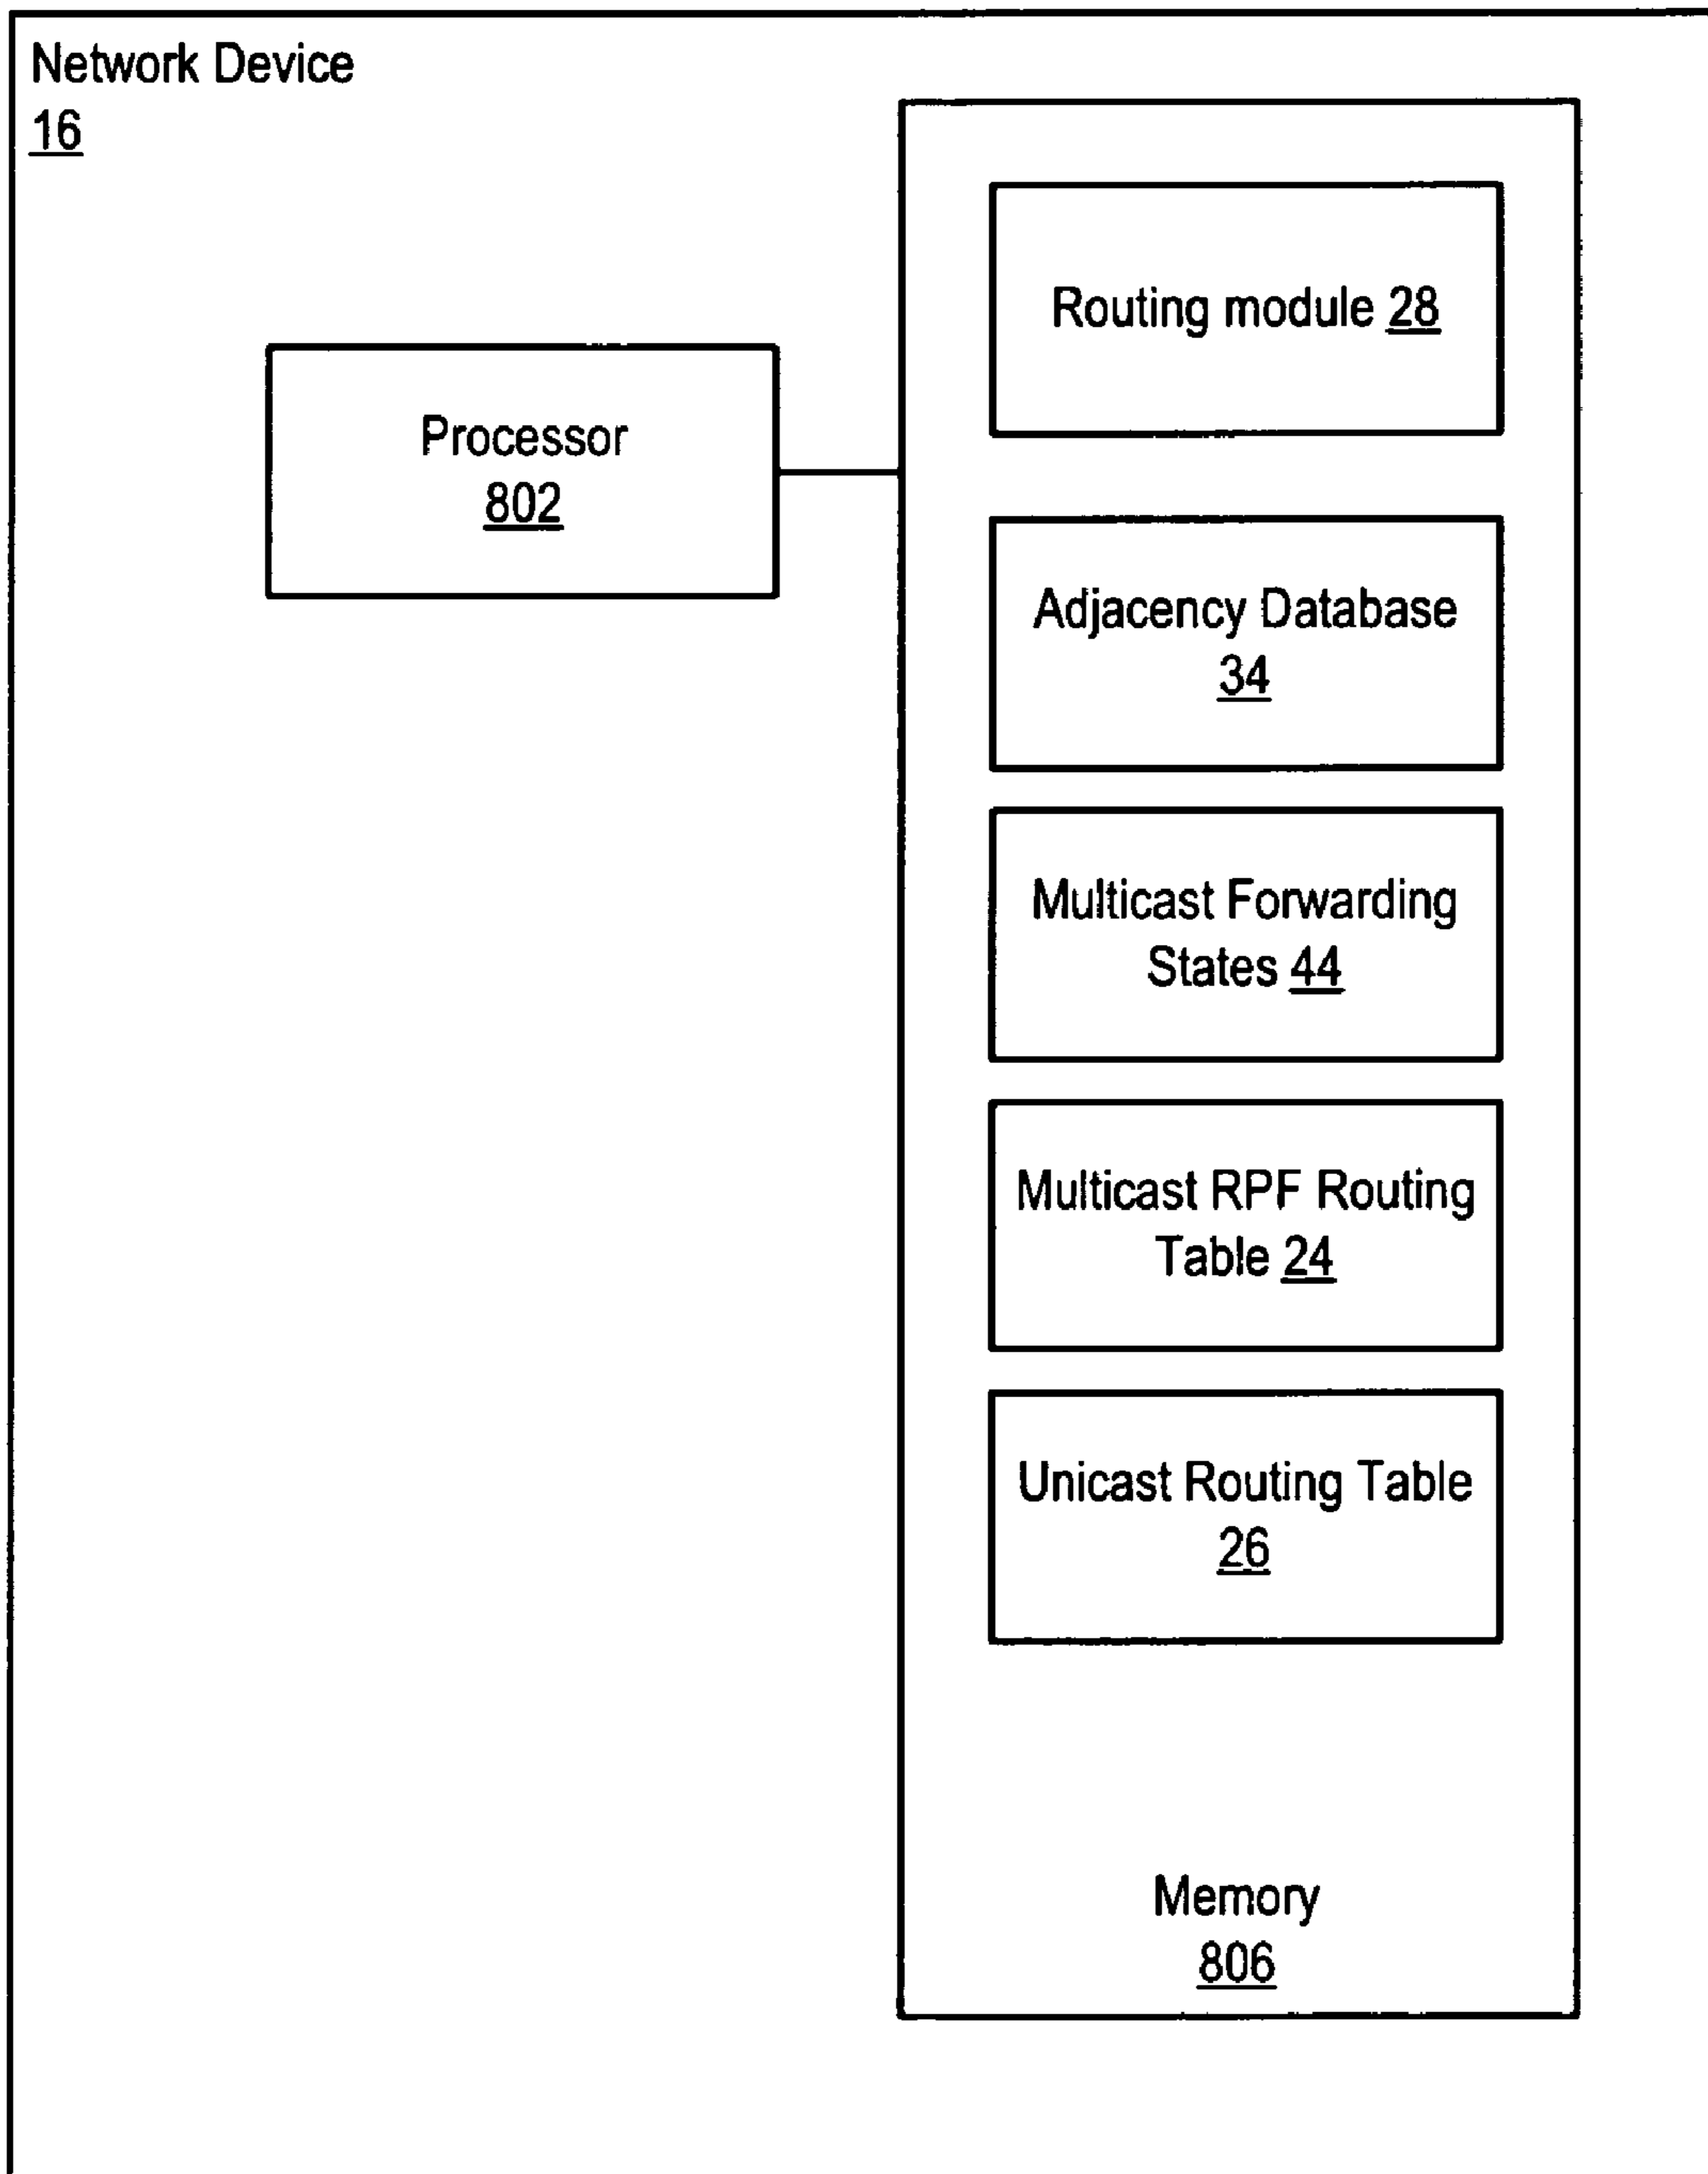 Network Device
16
Routing module 28
Processor
802
Adjacency Database
34
Multicast Forwarding
States 44
Multicast RPF Routing
Table 24
Unicast Routing Table
26
Memory
806